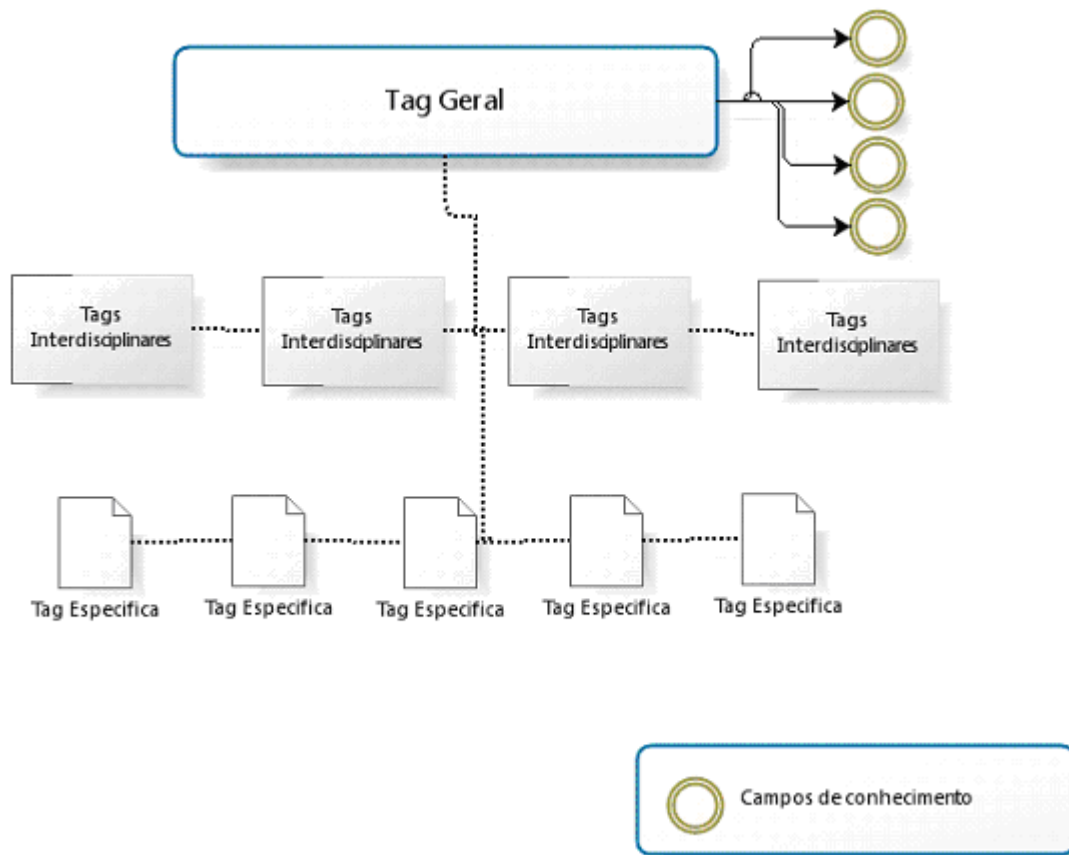 Tag Geral
Tags
Interdisciplinares
Tags
Interdisciplinares
Tags
Interdisciplinares
Tags
Interdisciplinares
Tag Especifica
Tag Especifica
Tag Especifica
Tag Especifica
Tag Especifica
Campos de conhecimento